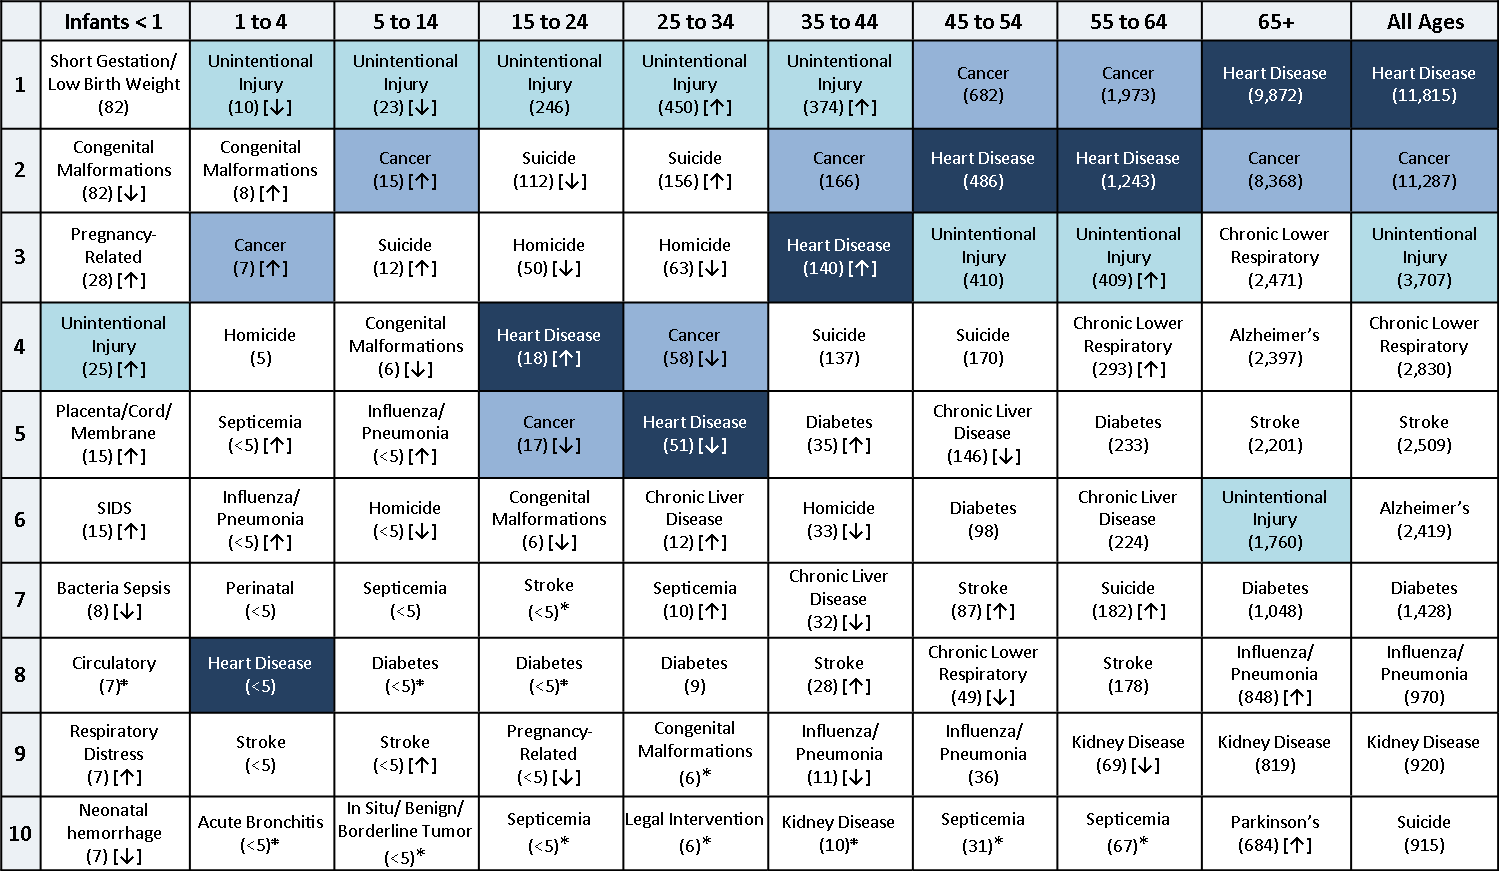 Infants < 1 1 to 4 5 to 14 15 to 24 25 to 34 35 to 44 45 to 54 55 to 64 65+ All Ages
1
Short Gestation/
Low Birth Weight
(82)
Unintentional
Injury
(10) [↓]
Unintentional
Injury
(23) [↓]
Unintentional
Injury
(246)
Unintentional
Injury
(450) [↑]
Unintentional
Injury
(374) [↑]
Cancer
(682)
Cancer
(1,973)
Heart Disease
(9,872)
Heart Disease
(11,815)
2
Congenital
Malformations
(82) [↓]
Congenital
Malformations
(8) [↑]
Cancer
(15) [↑]
Suicide
(112) [↓]
Suicide
(156) [↑]
Cancer
(166)
Heart Disease
(486)
Heart Disease
(1,243)
Cancer
(8,368)
Cancer
(11,287)
3
Pregnancy-
Related
(28) [↑]
Cancer
(7) [↑]
Suicide
(12) [↑]
Homicide
(50) [↓]
Homicide
(63) [↓]
Heart Disease
(140) [↑]
Unintentional
Injury
(410)
Unintentional
Injury
(409) [↑]
Chronic Lower
Respiratory
(2,471)
Unintentional
Injury
(3,707)
4
Unintentional
Injury
(25) [↑]
Homicide
(5)
Congenital
Malformations
(6) [↓]
Heart Disease
(18) [↑]
Cancer
(58) [↓]
Suicide
(137)
Suicide
(170)
Chronic Lower
Respiratory
(293) [↑]
Alzheimer's
(2,397)
Chronic Lower
Respiratory
(2,830)
5
Placenta/Cord/
Membrane
(15) [↑]
Septicemia
(<5) [↑]
Influenza/
Pneumonia
(<5) [↑]
Cancer
(17) [↓]
Heart Disease
(51) [↓]
Diabetes
(35) [↑]
Chronic Liver
Disease
(146) [↓]
Diabetes
(233)
Stroke
(2,201)
Stroke
(2,509)
6
SIDS
(15) [↑]
Influenza/
Pneumonia
(<5) [↑]
Homicide
(<5) [↓]
Congenital
Malformations
(6) [↓]
Chronic Liver
Disease
(12) [↑]
Homicide
(33) [↓]
Diabetes
(98)
Chronic Liver
Disease
(224)
Unintentional
Injury
(1,760)
Alzheimer's
(2,419)
7
Bacteria Sepsis
(8) [↓]
Perinatal
(<5)
Septicemia
(<5)
Stroke
(<5)*
Septicemia
(10) [↑]
Chronic Liver
Disease
(32) [↓]
Stroke
(87) [↑]
Suicide
(182) [↑]
Diabetes
(1,048)
Diabetes
(1,428)
8
Circulatory
(7)*
Heart Disease
(<5)
Diabetes
(<5)*
Diabetes
(<5)*
Diabetes
(9)
Stroke
(28) [↑]
Chronic Lower
Respiratory
(49) [↓]
Stroke
(178)
Influenza/
Pneumonia
(848) [↑]
Influenza/
Pneumonia
(970)
9
Respiratory
Distress
(7) [↑]
Stroke
(<5)
Stroke
(<5) [↑]
Pregnancy-
Related
(<5) [↓]
Congenital
Malformations
(6)*
Influenza/
Pneumonia
(11) [↓]
Influenza/
Pneumonia
(36)
Kidney Disease
(69) [↓]
Kidney Disease
(819)
Kidney Disease
(920)
10
Neonatal
hemorrhage
(7) [↓]
Acute Bronchitis
(<5)*
In Situ/ Benign/
Borderline Tumor
(<5)*
Septicemia
(<5)*
Legal Intervention
(6)*
Kidney Disease
(10)*
Septicemia
(31)*
Septicemia
(67)*
Parkinson's
(684) [↑]
Suicide
(915)